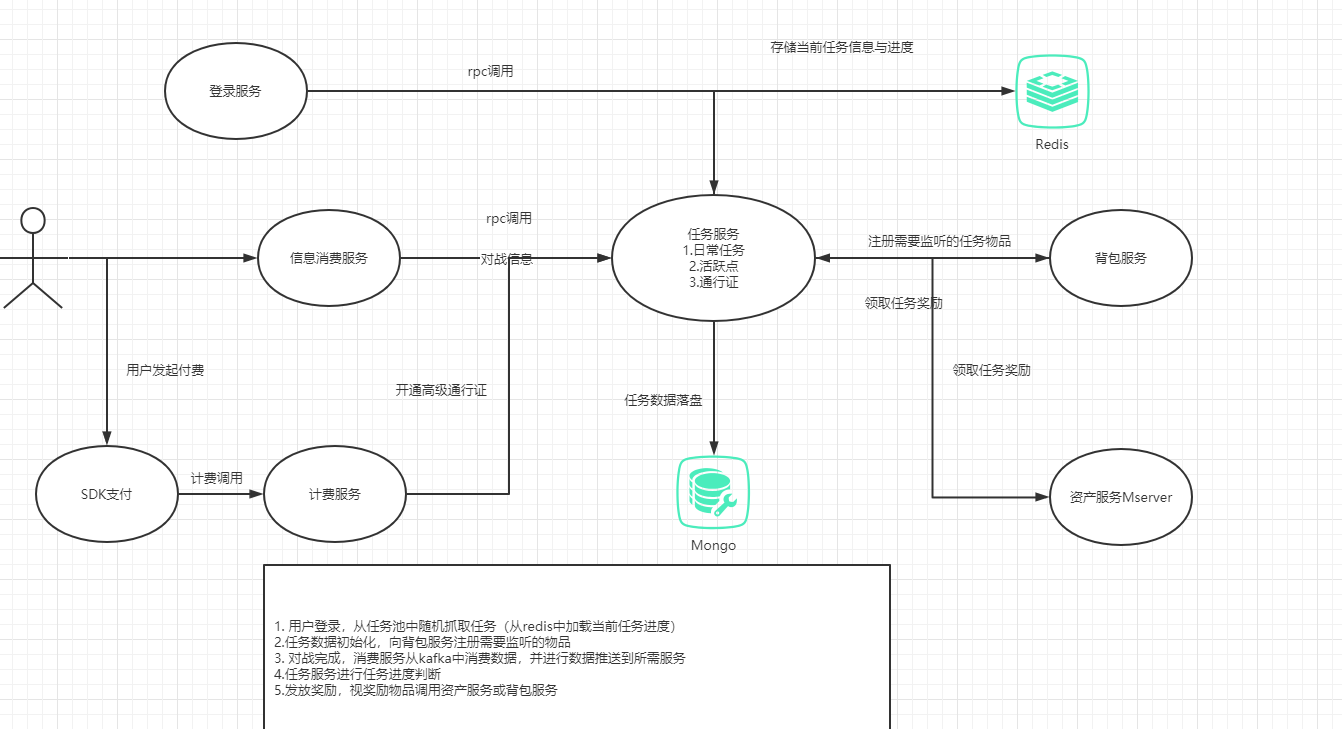 存储当前任务信息与进度
rpc调用
登录服务
Redis
rpc调用
任务服务
1.日常任务
2.活跃点
3.通行证
注册需要监听的任务物品
信息消费服务
对战信息
背包服务
领取任务奖励
用户发起付费
领取任务奖励
开通高级通行证
任务数据落盘
计费调用
SDK支付
计费服务
资产服务Mserver
Mongo
1. 用户登录，从任务池中随机抓取任务（从redis中加载当前任务进度）
2.任务数据初始化，向背包服务注册需要监听的物品
3. 对战完成，消费服务从kafka中消费数据，并进行数据推送到所需服务
4.任务服务进行任务进度判断
5.发放奖励，视奖励物品调用资产服务或背包服务